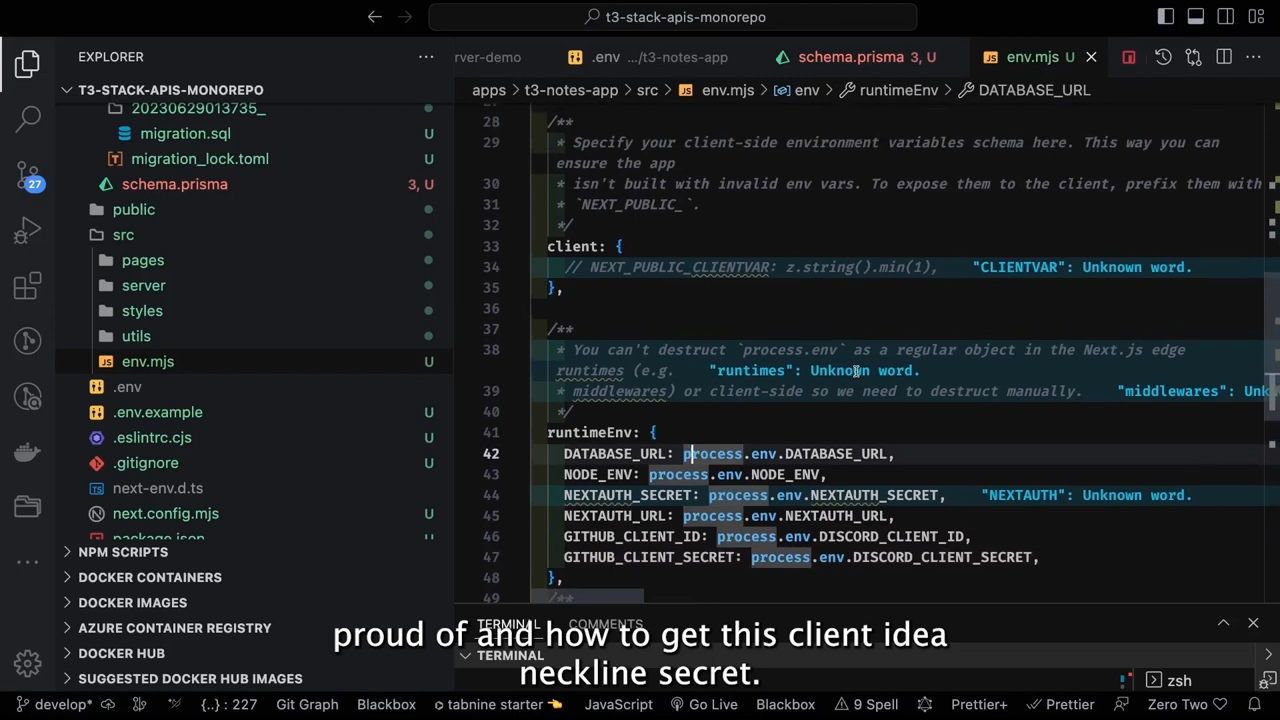 t3-stack-apis-monorepo
EXPLORER
rver-demo
.env .../t3-notes-app
schema.prisma 3, U
JS env.mjs U
T3-STACK-APIS-MONOREPO
apps > t3-notes-app > src > JS env.mjs > env > runtimeEnv > DATABASE_URL
20230629013735_
migration.sql U
migration_lock.toml U
schema.prisma 3, U
public
src
pages
server
styles
utils
JS env.mjs U
.env U
.env.example U
.eslintrc.cjs U
.gitignore U
next-env.d.ts
next.config.mjs U
package.json U
NPM SCRIPTS
DOCKER CONTAINERS
DOCKER IMAGES
AZURE CONTAINER REGISTRY
DOCKER HUB
SUGGESTED DOCKER HUB IMAGES
27
28 /**
29 * Specify your client-side environment variables schema here. This way you can
ensure the app
30 * isn't built with invalid env vars. To expose them to the client, prefix them with
31 * `NEXT_PUBLIC_`.
32 */
33 client: {
34 // NEXT_PUBLIC_CLIENTVAR: z.string().min(1), "CLIENTVAR": Unknown word.
35 },
36
37 /**
38 * You can't destruct `process.env` as a regular object in the Next.js edge
runtimes (e.g. "runtimes": Unknown word.
39 * middlewares) or client-side so we need to destruct manually. "middlewares": Unk
40 */
41 runtimeEnv: {
42 DATABASE_URL: process.env.DATABASE_URL,
43 NODE_ENV: process.env.NODE_ENV,
44 NEXTAUTH_SECRET: process.env.NEXTAUTH_SECRET, "NEXTAUTH": Unknown word.
45 NEXTAUTH_URL: process.env.NEXTAUTH_URL,
46 GITHUB_CLIENT_ID: process.env.DISCORD_CLIENT_ID,
47 GITHUB_CLIENT_SECRET: process.env.DISCORD_CLIENT_SECRET,
48 },
49 /**
TERMINAL COMMENTS
TERMINAL
zsh
proud of and how to get this client idea
neckline secret.
develop* {..} : 227 Git Graph Blackbox tabnine starter JavaScript Go Live Blackbox 9 Spell Prettier+ Prettier Zero Two